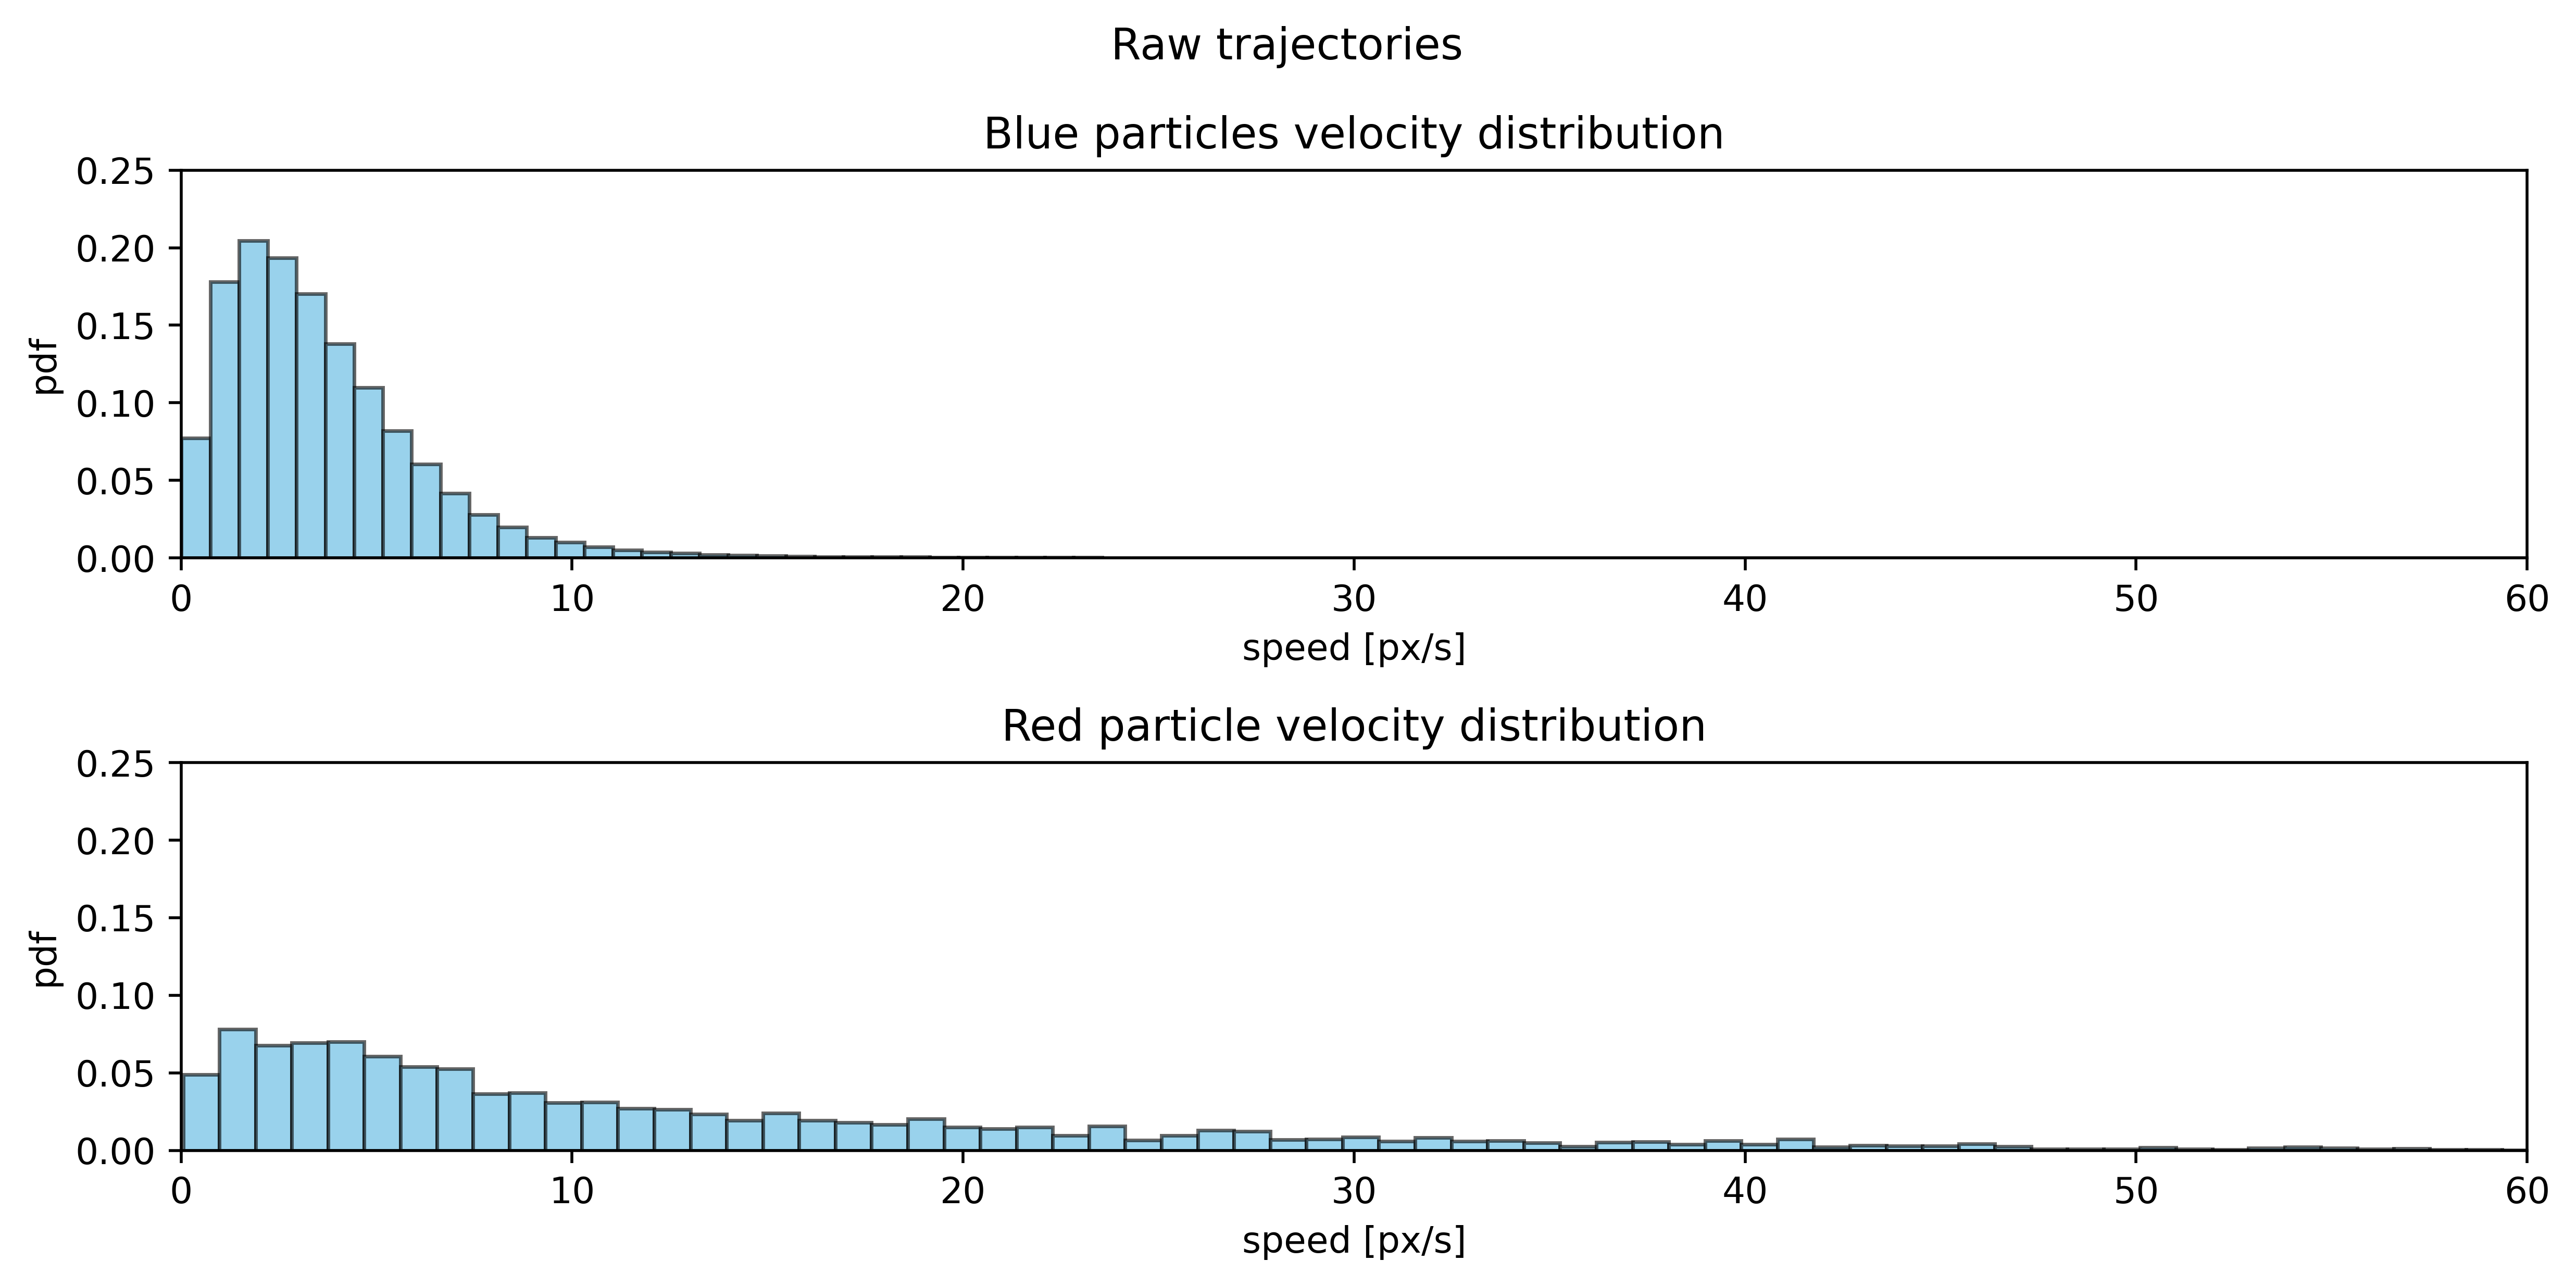 Raw trajectories
Blue particles velocity distribution
0.25
0.20
0.15
0.10
0.05
0.00
pdf
0 10 20 30 40 50 60
speed [px/s]
Red particle velocity distribution
0.25
0.20
0.15
0.10
0.05
0.00
pdf
0 10 20 30 40 50 60
speed [px/s]